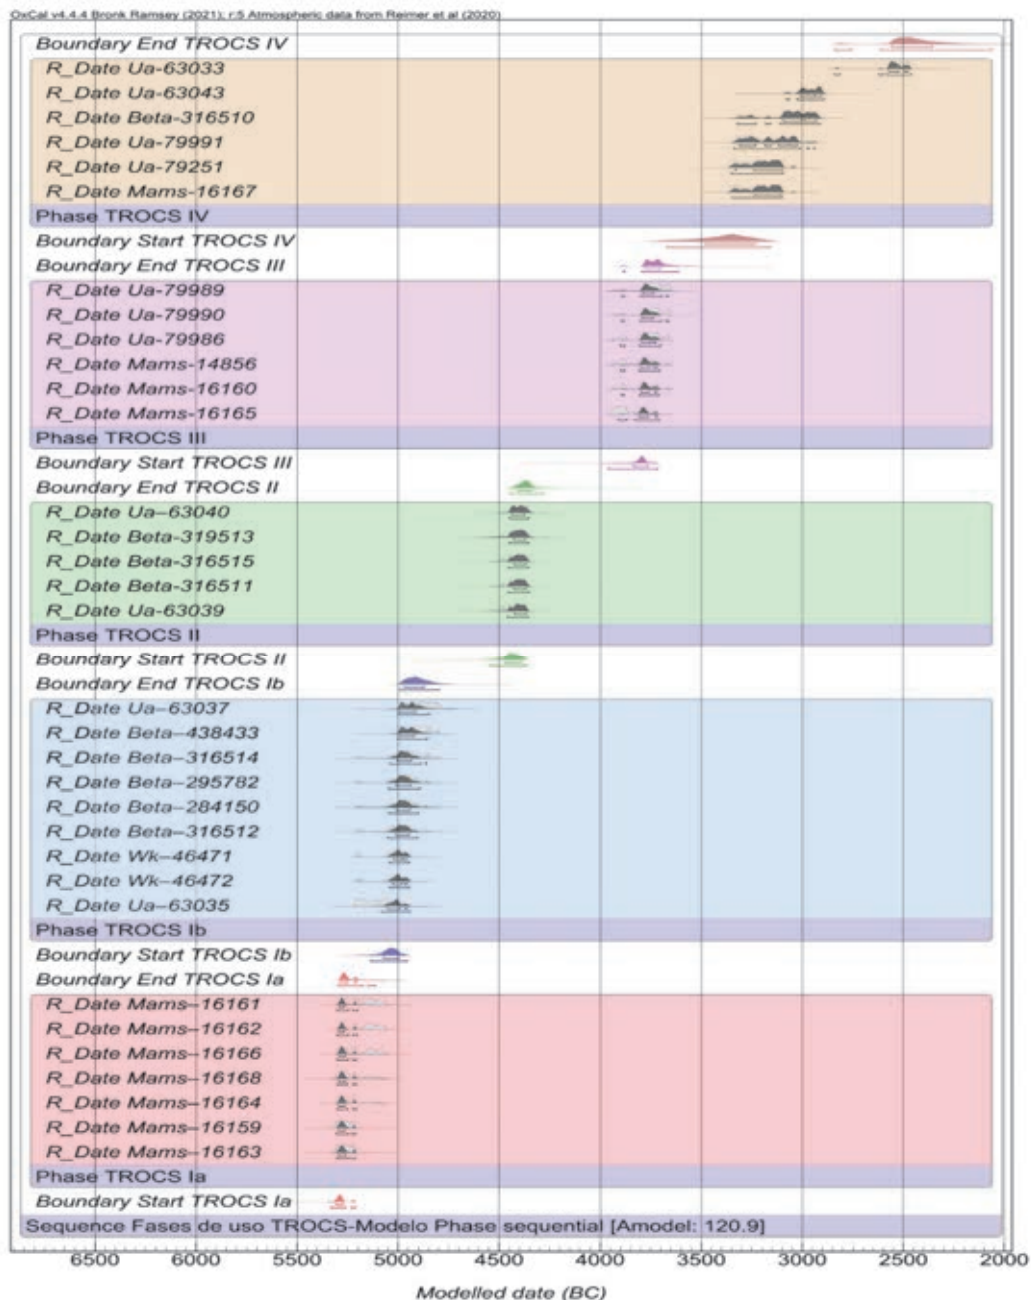 OxCal v4.4.4 Bronk Ramsey (2021); r:5 Atmospheric data from Reimer et al (2020)
Boundary End TROCS IV
R_Date Ua-63033
R_Date Ua-63043
R_Date Beta-316510
R_Date Ua-79991
R_Date Ua-79251
R_Date Mams-16167
Phase TROCS IV
Boundary Start TROCS IV
Boundary End TROCS III
R_Date Ua-79989
R_Date Ua-79990
R_Date Ua-79986
R_Date Mams-14856
R_Date Mams-16160
R_Date Mams-16165
Phase TROCS III
Boundary Start TROCS III
Boundary End TROCS II
R_Date Ua–63040
R_Date Beta-319513
R_Date Beta-316515
R_Date Beta-316511
R_Date Ua-63039
Phase TROCS II
Boundary Start TROCS II
Boundary End TROCS Ib
R_Date Ua–63037
R_Date Beta–438433
R_Date Beta–316514
R_Date Beta–295782
R_Date Beta–284150
R_Date Beta–316512
R_Date Wk–46471
R_Date Wk–46472
R_Date Ua–63035
Phase TROCS Ib
Boundary Start TROCS Ib
Boundary End TROCS Ia
R_Date Mams–16161
R_Date Mams–16162
R_Date Mams–16166
R_Date Mams–16168
R_Date Mams–16164
R_Date Mams–16159
R_Date Mams–16163
Phase TROCS Ia
Boundary Start TROCS Ia
Sequence Fases de uso TROCS-Modelo Phase sequential [Amodel: 120.9]
6500 6000 5500 5000 4500 4000 3500 3000 2500 2000
Modelled date (BC)